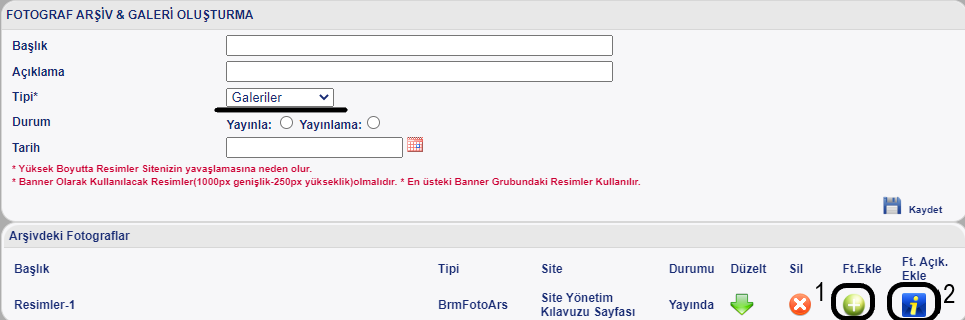 FOTOGRAF ARŞİV & GALERİ OLUŞTURMA
Başlık
Açıklama
Tipi* Galeriler
Durum Yayınla: Yayınlama:
Tarih
* Yüksek Boyutta Resimler Sitenizin yavaşlamasına neden olur.
* Banner Olarak Kullanılacak Resimler(1000px genişlik-250px yükseklik)olmalıdır. * En üsteki Banner Grubundaki Resimler Kullanılır.
Kaydet
Arşivdeki Fotograflar
Başlık Tipi Site Durumu Düzelt Sil Ft.Ekle Ft. Açık.
Ekle
1 2
Resimler-1 BrmFotoArs Site Yönetim
Kılavuzu Sayfası Yayında